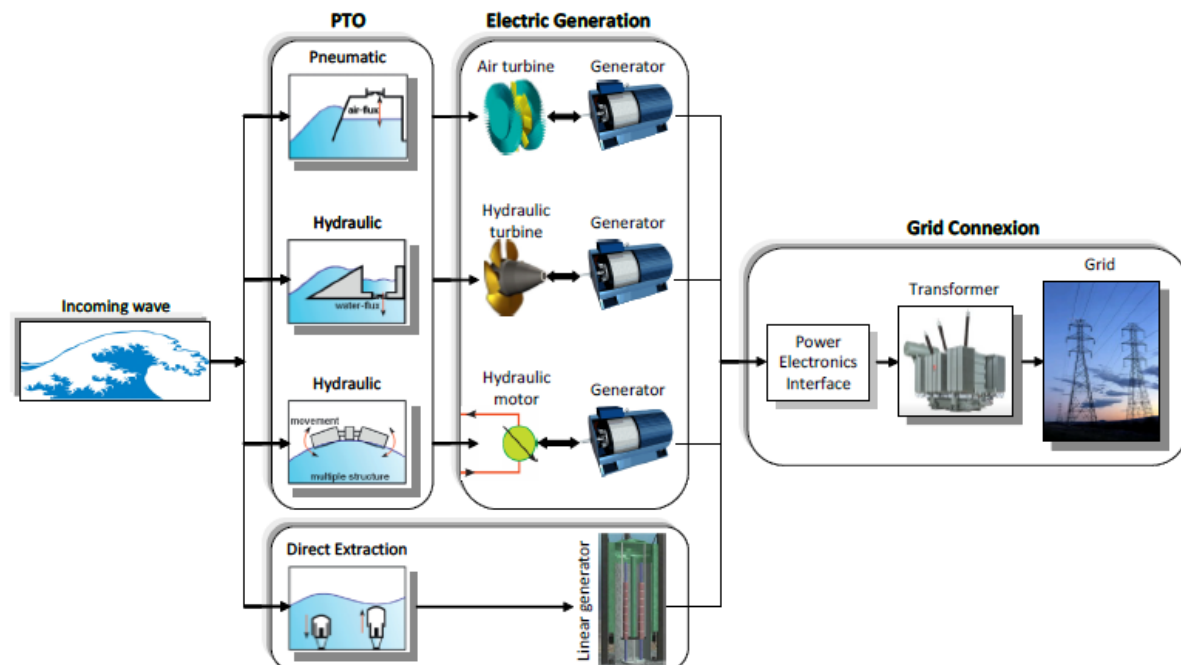 PTO
Electric Generation
Pneumatic
air-flux
Air turbine
Generator
Hydraulic
water-flux
Hydraulic
turbine
Generator
Incoming wave
Hydraulic
movement
multiple structure
Hydraulic
motor
Generator
Direct Extraction
Linear generator
Grid Connexion
Power
Electronics
Interface
Transformer
Grid